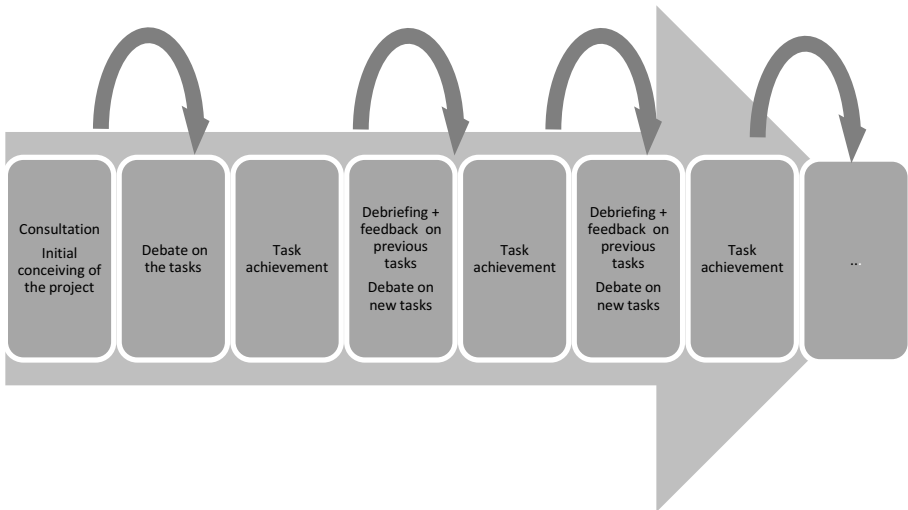 Consultation
Initial
conceiving of
the project
Debate on
the tasks
Task
achievement
Debriefing +
feedback on
previous
tasks
Debate on
new tasks
Task
achievement
Debriefing +
feedback on
previous
tasks
Debate on
new tasks
Task
achievement
...